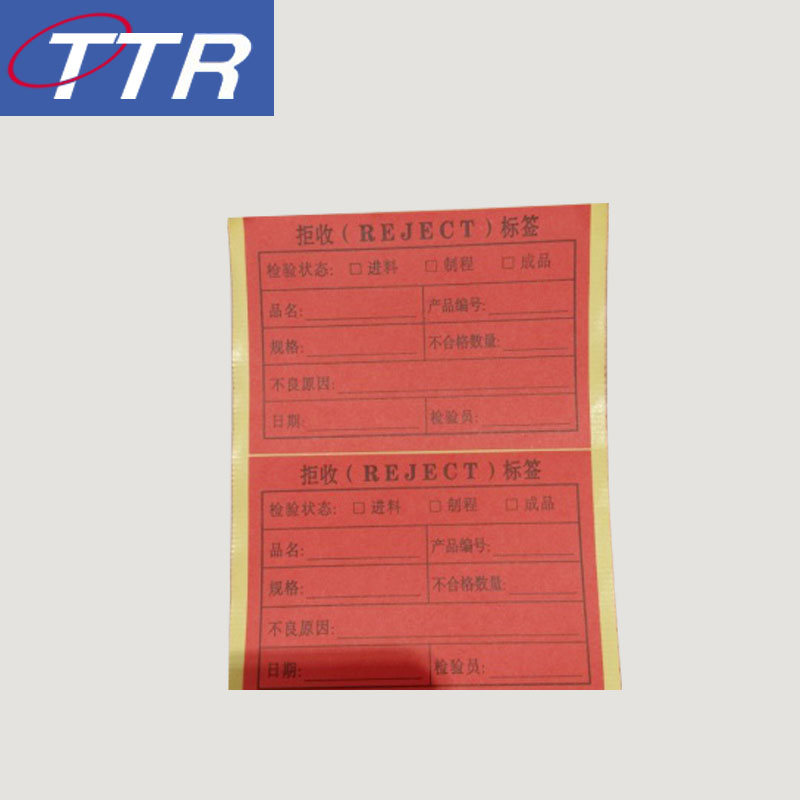 TTR
拒收(REJECT)标签
检验状态: □ 进料 □ 制程 □ 成品
品名: 产品编号:
规格: 不合格数量:
不良原因:
日期: 检验员:
拒收(REJECT)标签
检验状态: □ 进料 □ 制程 □ 成品
品名: 产品编号:
规格: 不合格数量:
不良原因:
日期: 检验员: